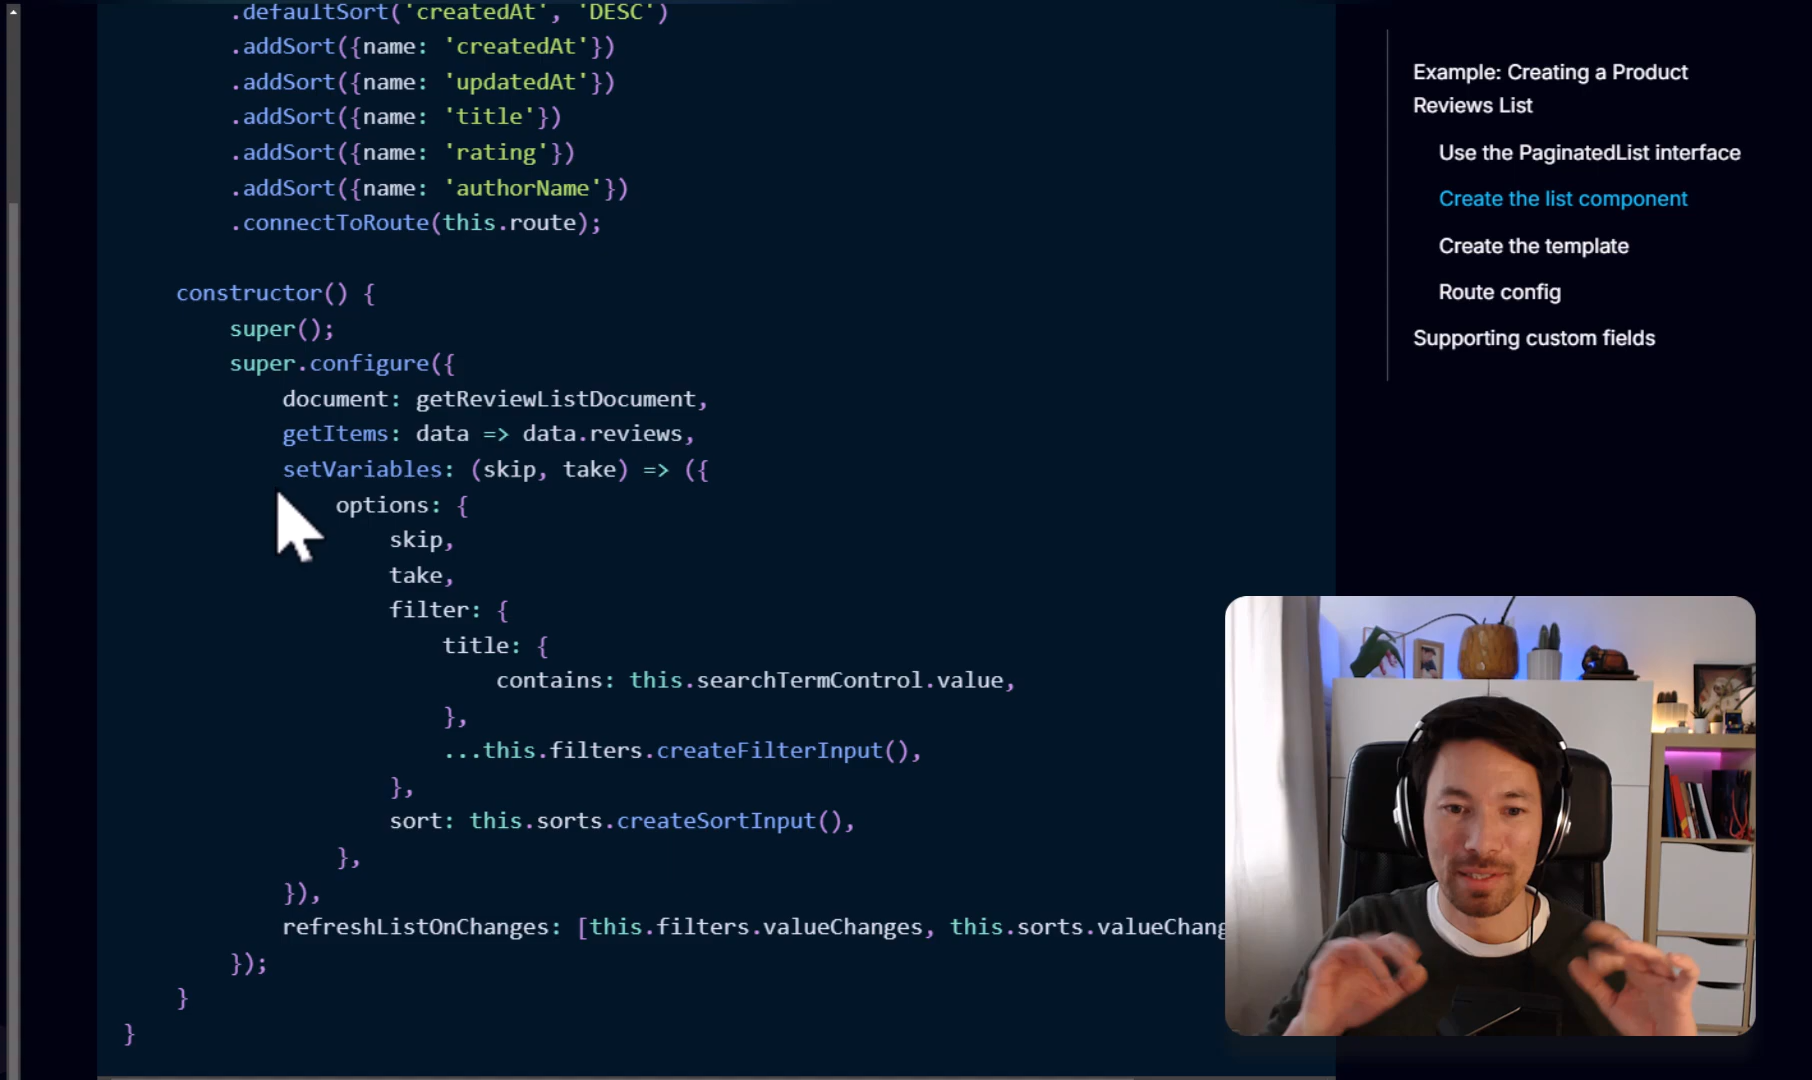 .defaultSort('createdAt', 'DESC')
.addSort({name: 'createdAt'})
.addSort({name: 'updatedAt'})
.addSort({name: 'title'})
.addSort({name: 'rating'})
.addSort({name: 'authorName'})
.connectToRoute(this.route);
constructor() {
super();
super.configure({
document: getReviewListDocument,
getItems: data => data.reviews,
setVariables: (skip, take) => ({
options: {
skip,
take,
filter: {
title: {
contains: this.searchTermControl.value,
},
...this.filters.createFilterInput(),
},
sort: this.sorts.createSortInput(),
},
}),
refreshListOnChanges: [this.filters.valueChanges, this.sorts.valueChang
});
}
}
Example: Creating a Product
Reviews List
Use the PaginatedList interface
Create the list component
Create the template
Route config
Supporting custom fields